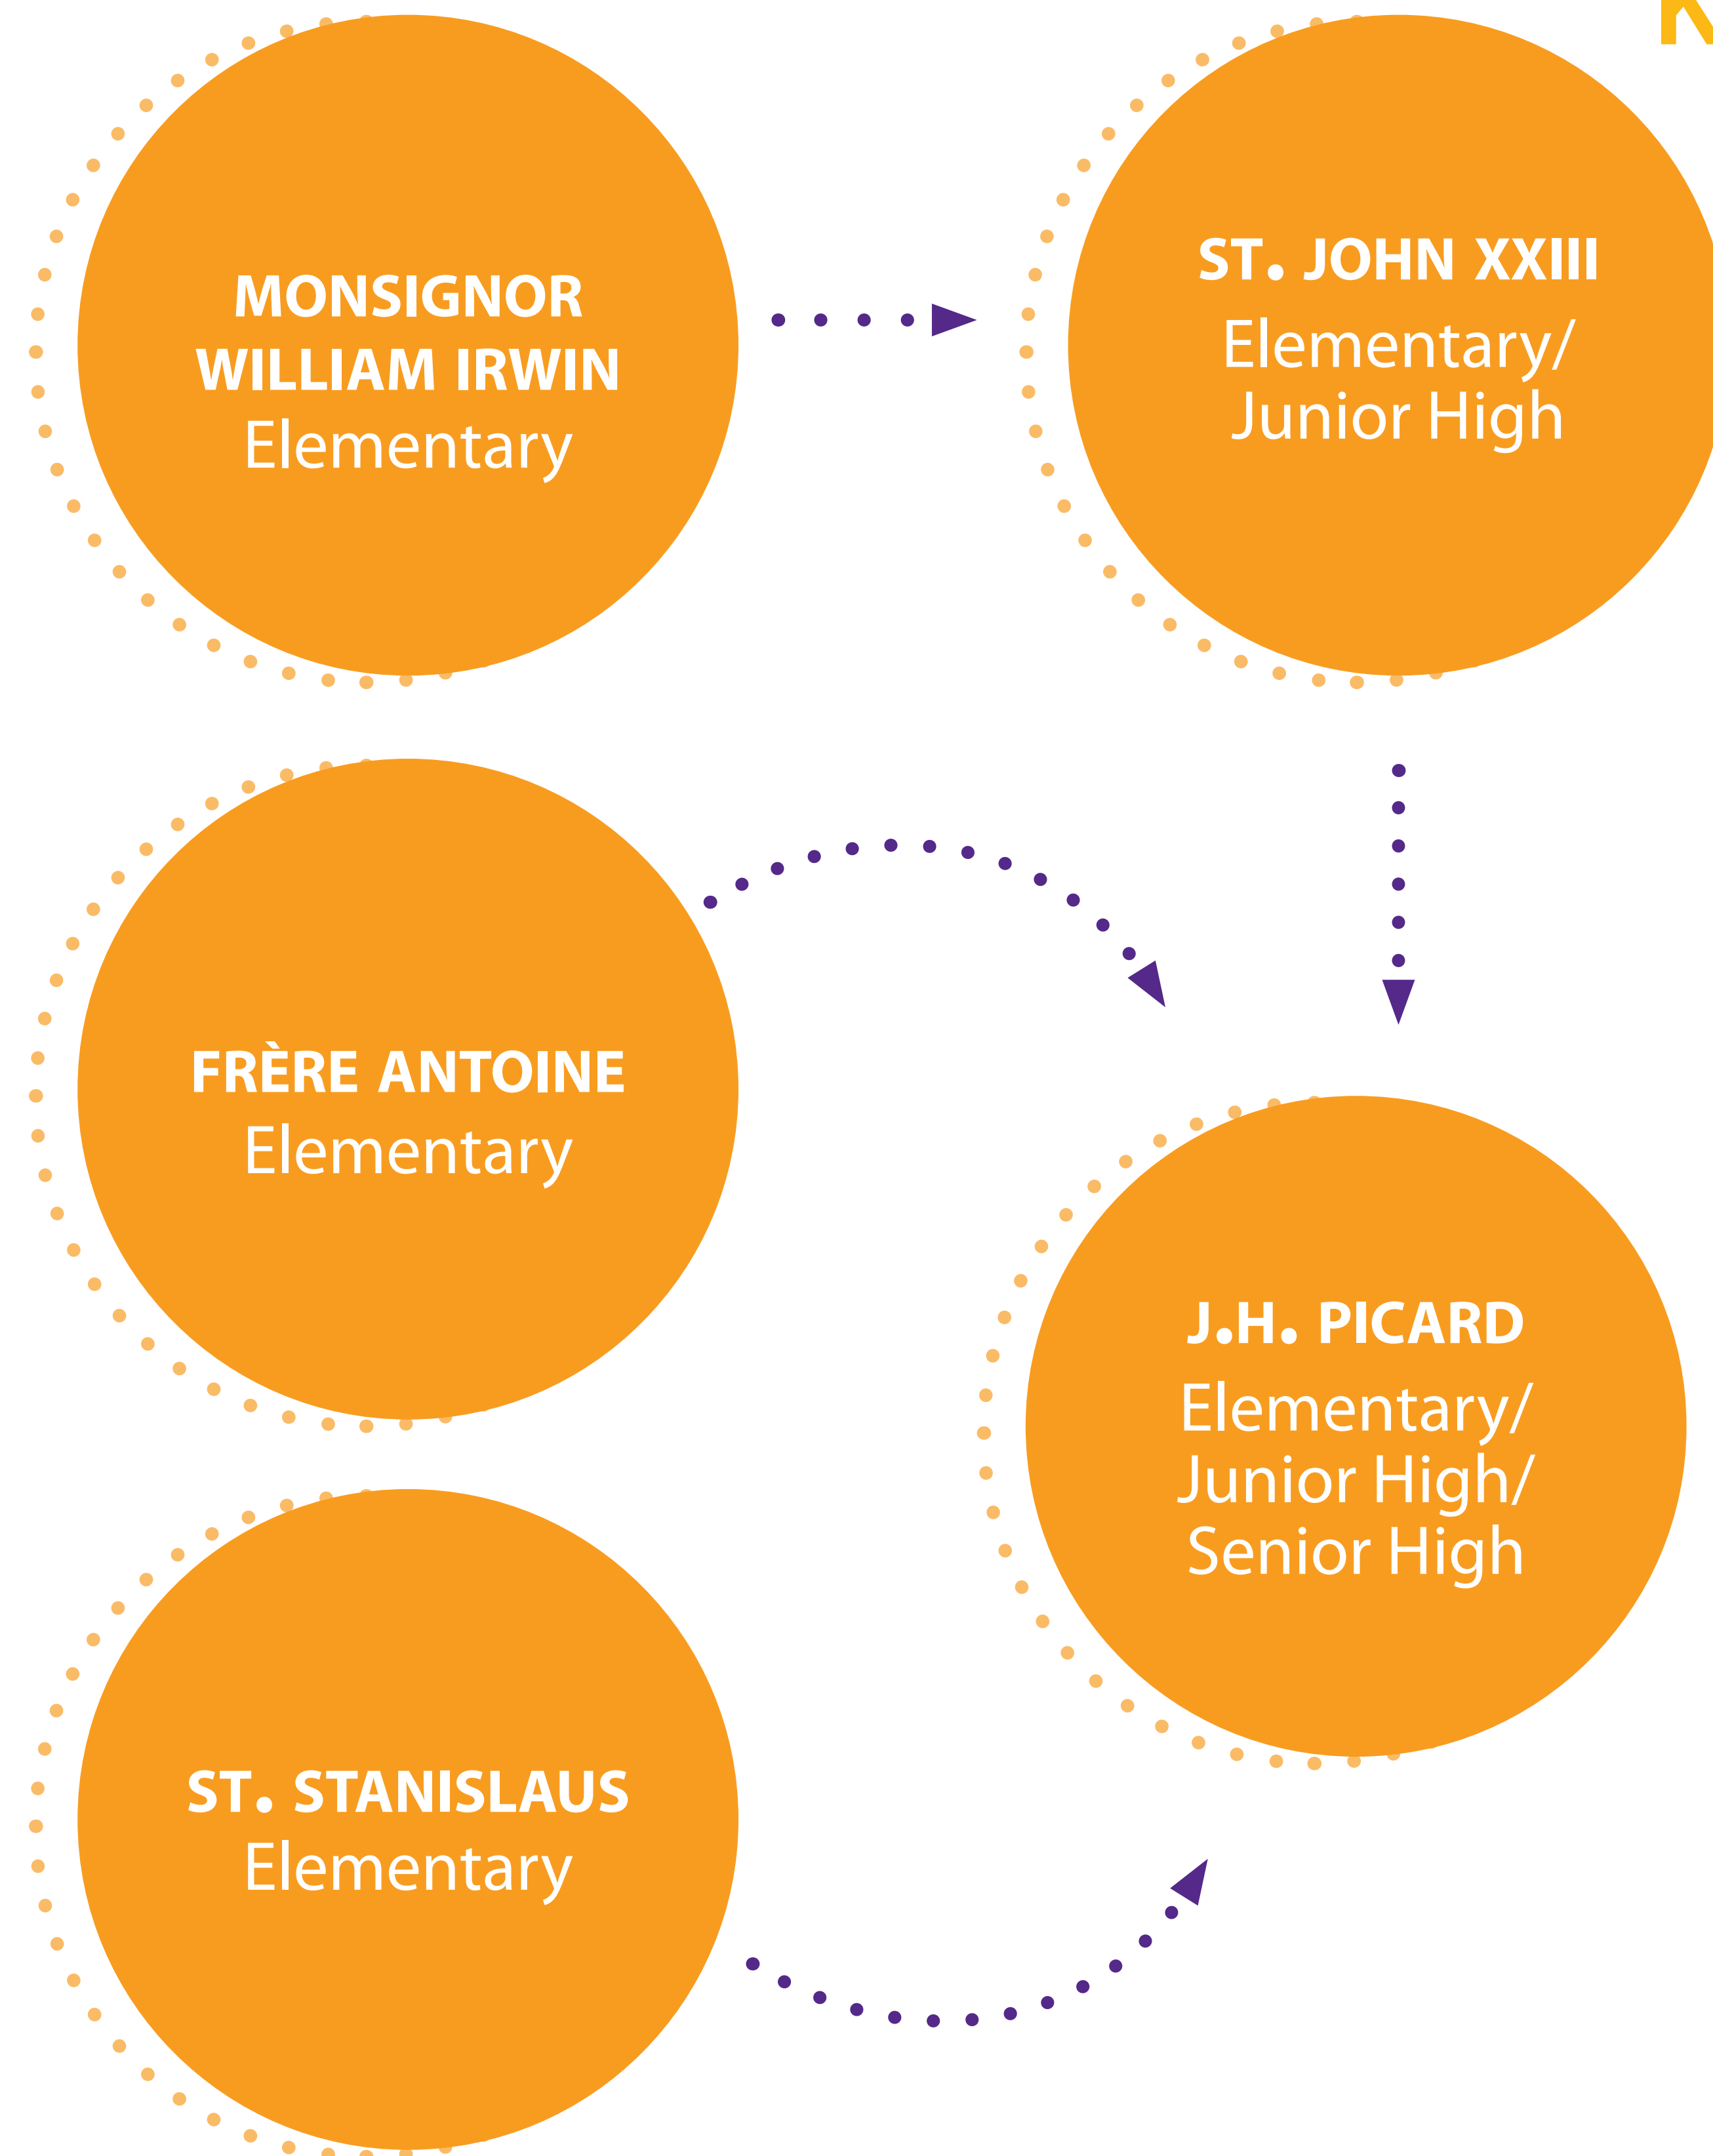 MONSIGNOR
WILLIAM IRWIN
Elementary
ST. JOHN XXIII
Elementary/
Junior High
FRÈRE ANTOINE
Elementary
J.H. PICARD
Elementary/
Junior High/
Senior High
ST. STANISLAUS
Elementary